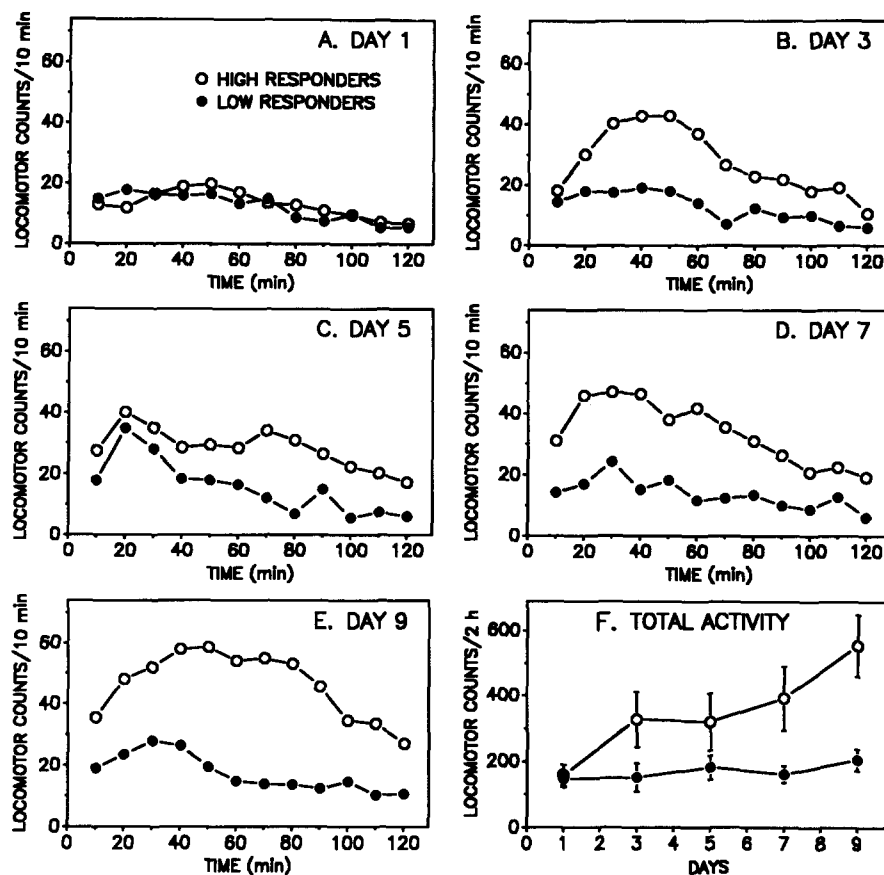 A. DAY 1
HIGH RESPONDERS
LOW RESPONDERS
LOCOMOTOR COUNTS/10 min
60
40
20
0
0 20 40 60 80 100 120
TIME (min)
B. DAY 3
LOCOMOTOR COUNTS/10 min
60
40
20
0
0 20 40 60 80 100 120
TIME (min)
C. DAY 5
LOCOMOTOR COUNTS/10 min
60
40
20
0
0 20 40 60 80 100 120
TIME (min)
D. DAY 7
LOCOMOTOR COUNTS/10 min
60
40
20
0
0 20 40 60 80 100 120
TIME (min)
E. DAY 9
LOCOMOTOR COUNTS/10 min
60
40
20
0
0 20 40 60 80 100 120
TIME (min)
F. TOTAL ACTIVITY
LOCOMOTOR COUNTS/2 h
600
400
200
0
0 1 2 3 4 5 6 7 8 9
DAYS